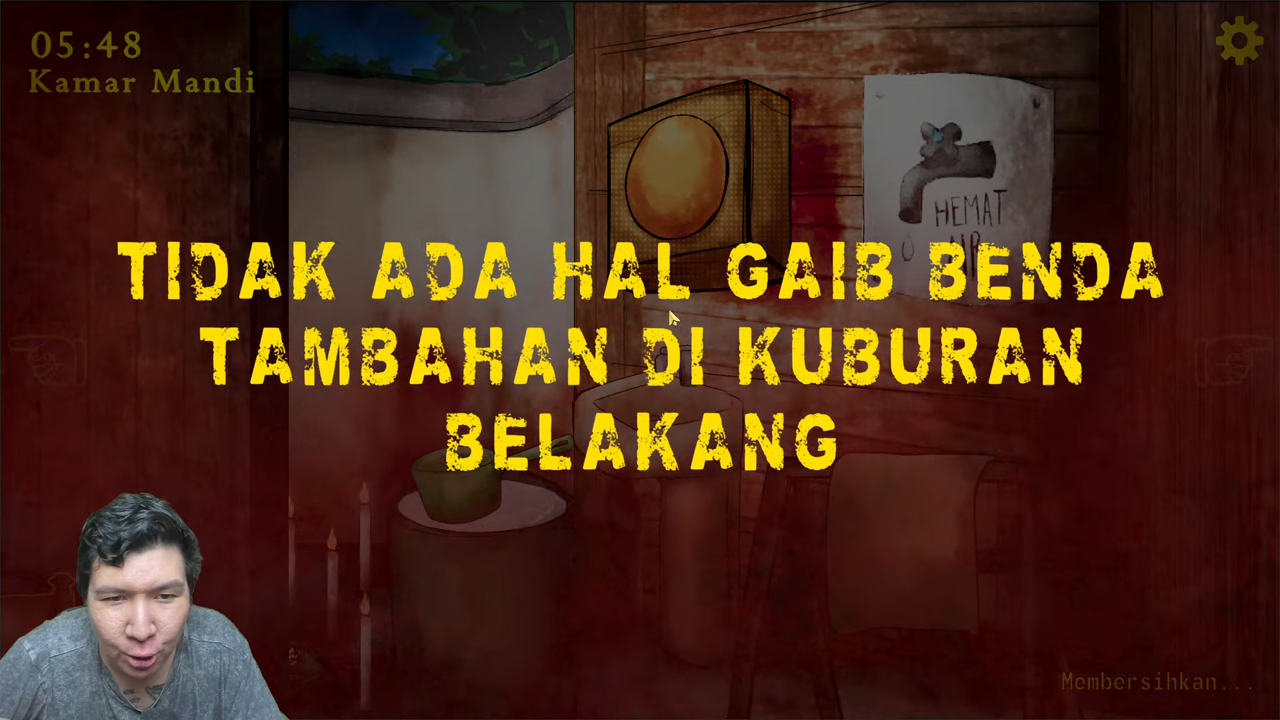 05:48
Kamar Mandi
HEMAT
TIDAK ADA HAL GAIB BENDA
TAMBAHAN DI KUBURAN
BELAKANG
Membersihkan...